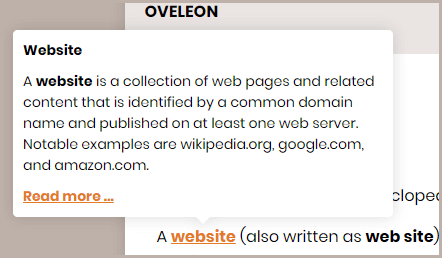 OVELEON
Website
A website is a collection of web pages and related
content that is identified by a common domain
name and published on at least one web server.
Notable examples are wikipedia.org, google.com,
and amazon.com.
Read more ...
A website (also written as web site)